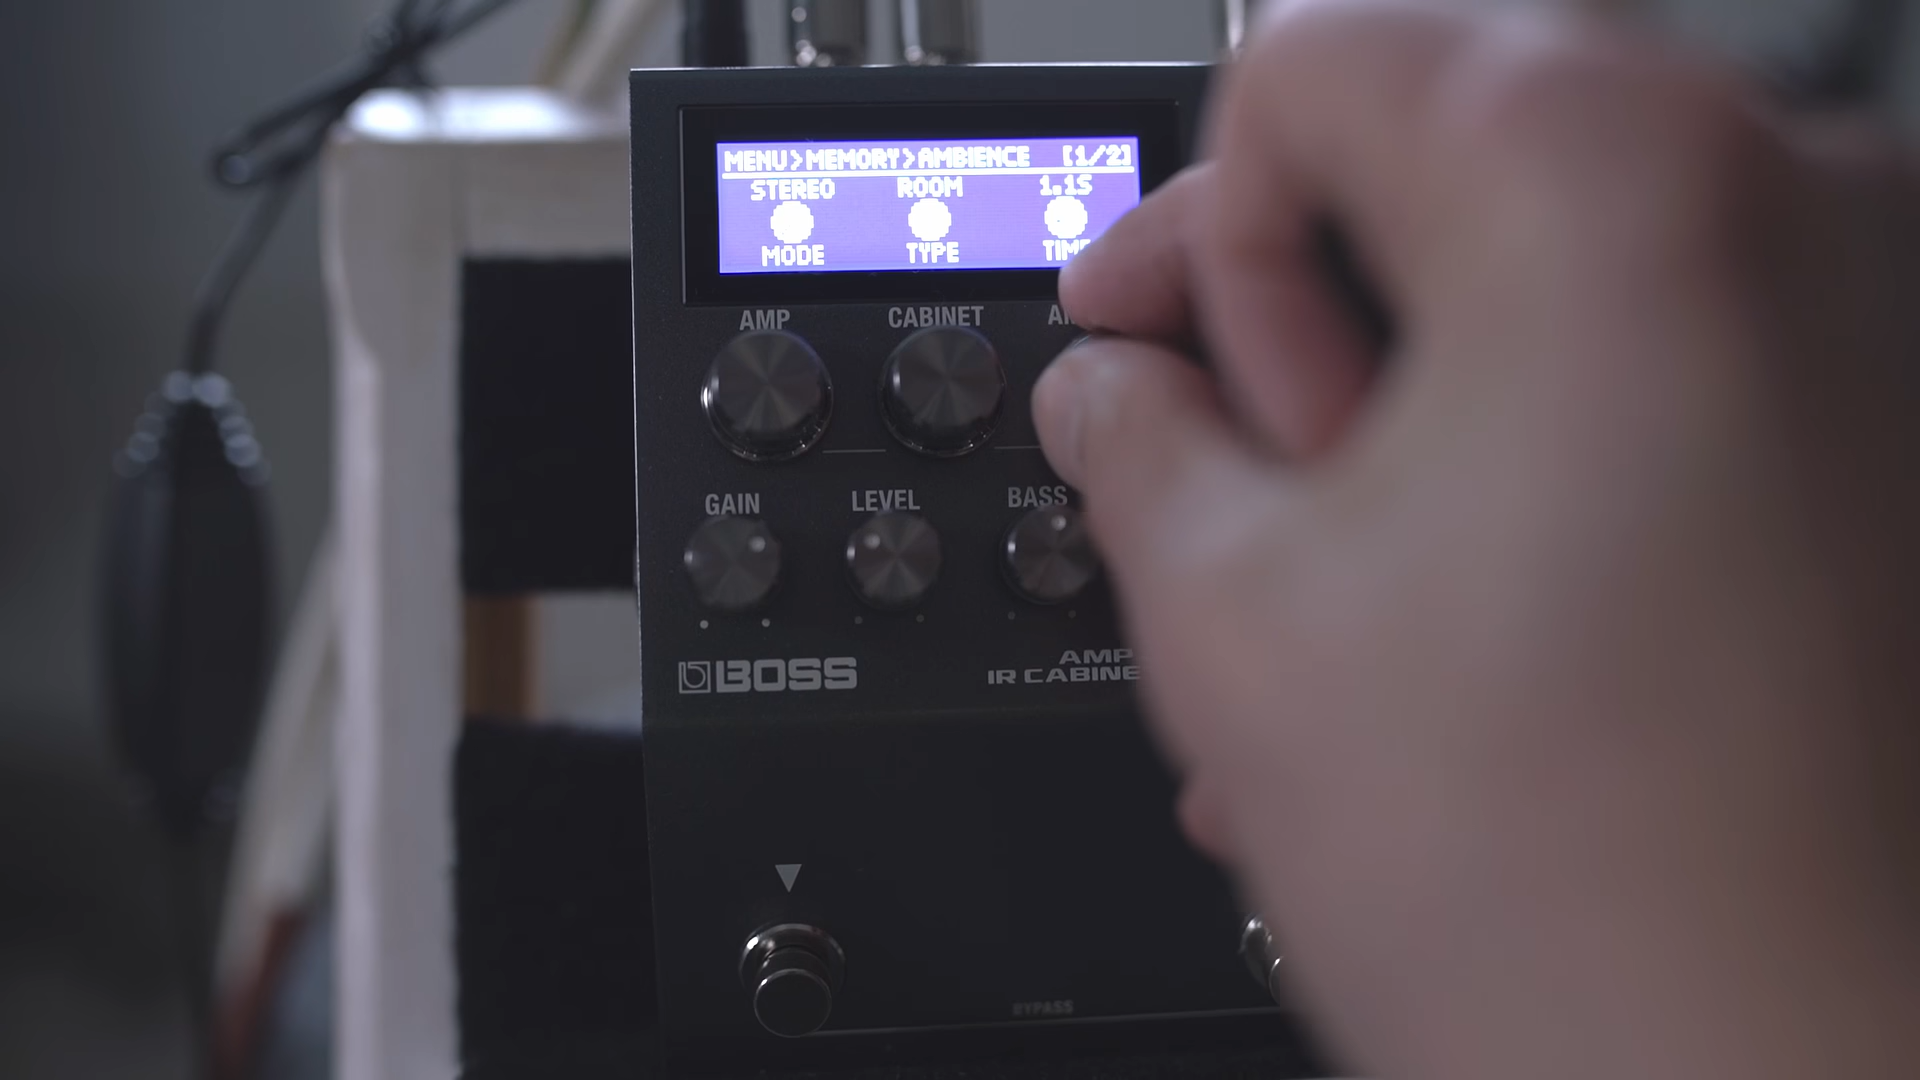 MENU>MEMORY>AMBIENCE [1/2]
STEREO ROOM 1.1S
MODE TYPE TIM
AMP CABINET
GAIN LEVEL BASS
BOSS
AMP
IR CABINE
BYPASS